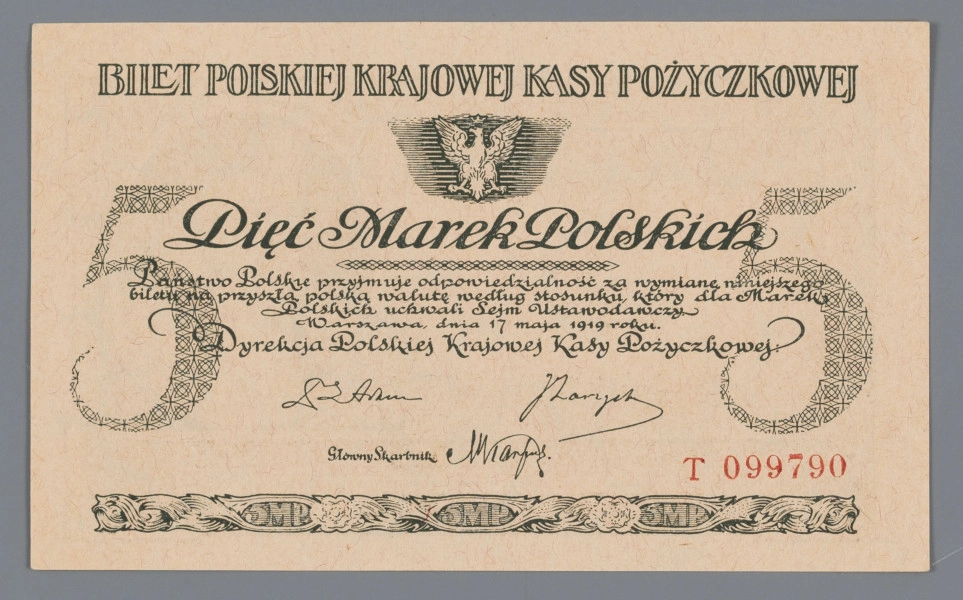 BILET POLSKIEJ KRAJOWEJ KASY POŻYCZKOWEJ
5 5
Pięć Marek Polskich
Państwo Polskie przyjmuje odpowiedzialność za wymianę niniejszego
biletu na przyszłą polską walutę według stosunku, który dla Marek
Polskich uchwali Sejm Ustawodawczy.
Warszawa, dnia 17 maja 1919 roku.
Dyrekcja Polskiej Krajowej Kasy Pożyczkowej:
Główny Skarbnik
T 099790
5MP 5MP 5MP